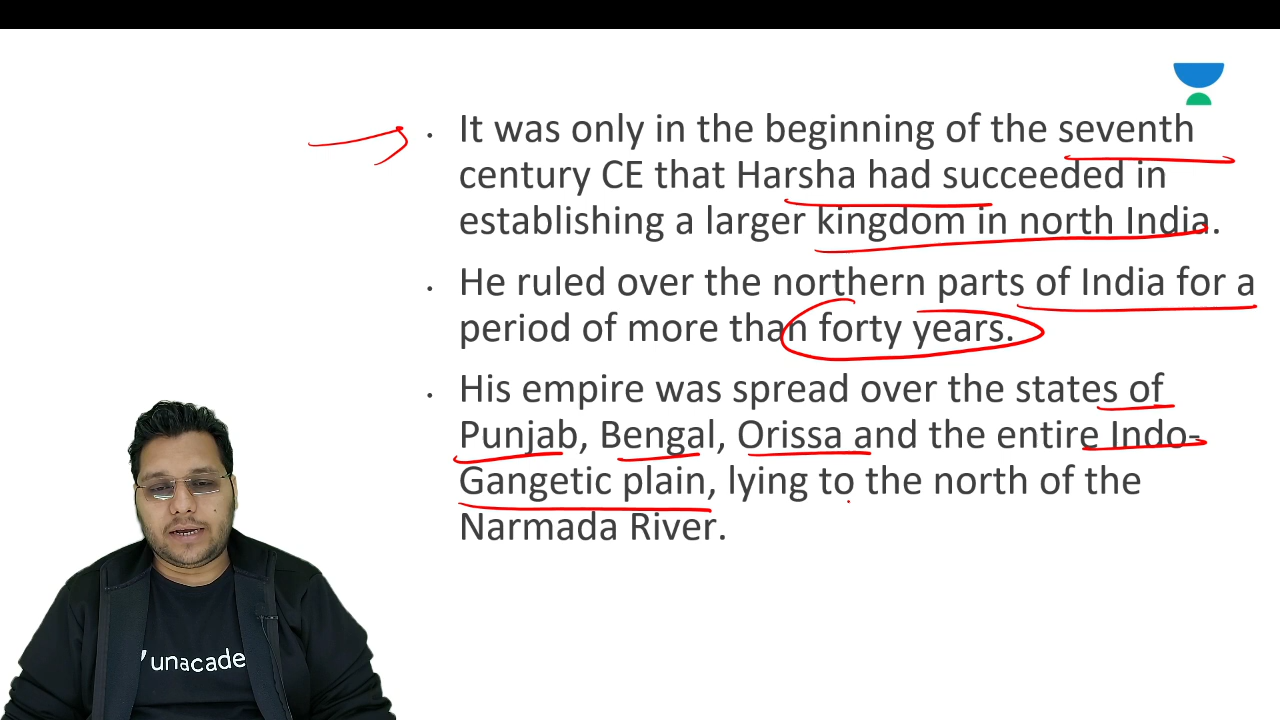 • It was only in the beginning of the seventh
century CE that Harsha had succeeded in
establishing a larger kingdom in north India.
• He ruled over the northern parts of India for a
period of more than forty years.
• His empire was spread over the states of
Punjab, Bengal, Orissa and the entire Indo-
Gangetic plain, lying to the north of the
Narmada River.
unacade